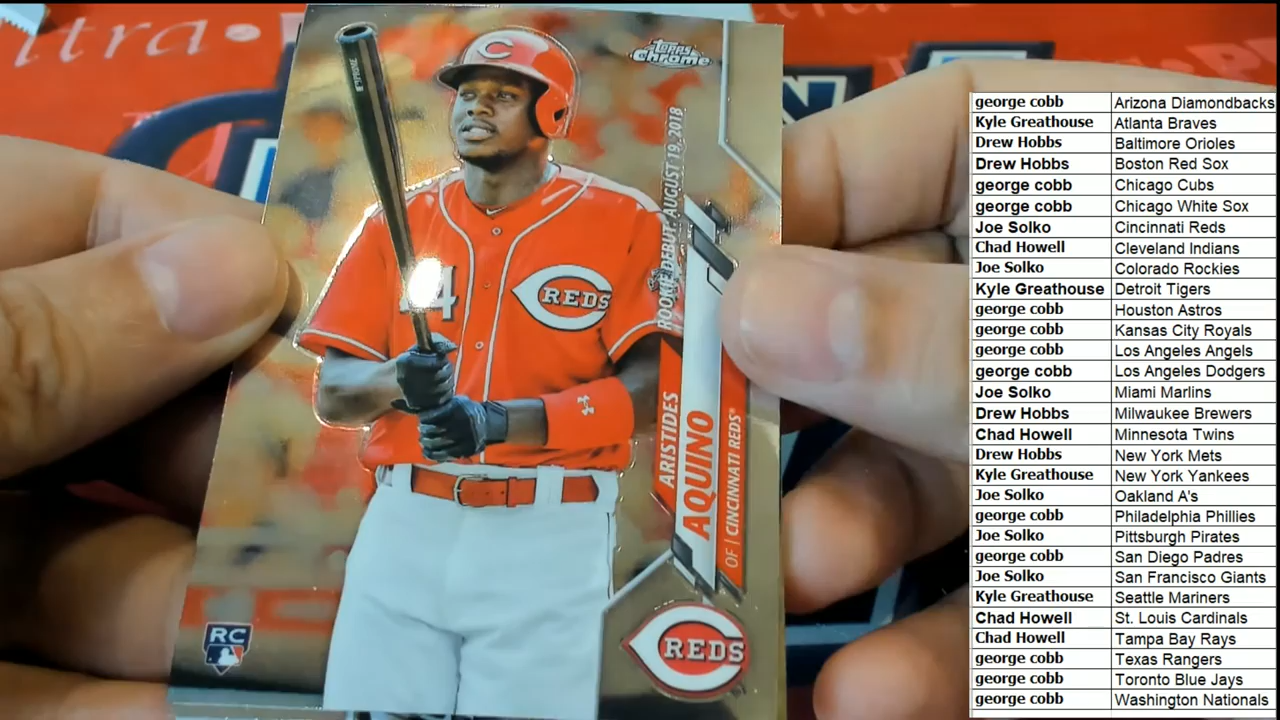 itra
TOPPS
Chrome
C
ROOKIE DEBUT: AUGUST 19, 2018
44
REDS
ARISTIDES
AQUINO
OF | CINCINNATI REDS®
REDS
RC
george cobb Arizona Diamondbacks
Kyle Greathouse Atlanta Braves
Drew Hobbs Baltimore Orioles
Drew Hobbs Boston Red Sox
george cobb Chicago Cubs
george cobb Chicago White Sox
Joe Solko Cincinnati Reds
Chad Howell Cleveland Indians
Joe Solko Colorado Rockies
Kyle Greathouse Detroit Tigers
george cobb Houston Astros
george cobb Kansas City Royals
george cobb Los Angeles Angels
george cobb Los Angeles Dodgers
Joe Solko Miami Marlins
Drew Hobbs Milwaukee Brewers
Chad Howell Minnesota Twins
Drew Hobbs New York Mets
Kyle Greathouse New York Yankees
Joe Solko Oakland A's
george cobb Philadelphia Phillies
Joe Solko Pittsburgh Pirates
george cobb San Diego Padres
Joe Solko San Francisco Giants
Kyle Greathouse Seattle Mariners
Chad Howell St. Louis Cardinals
Chad Howell Tampa Bay Rays
george cobb Texas Rangers
george cobb Toronto Blue Jays
george cobb Washington Nationals